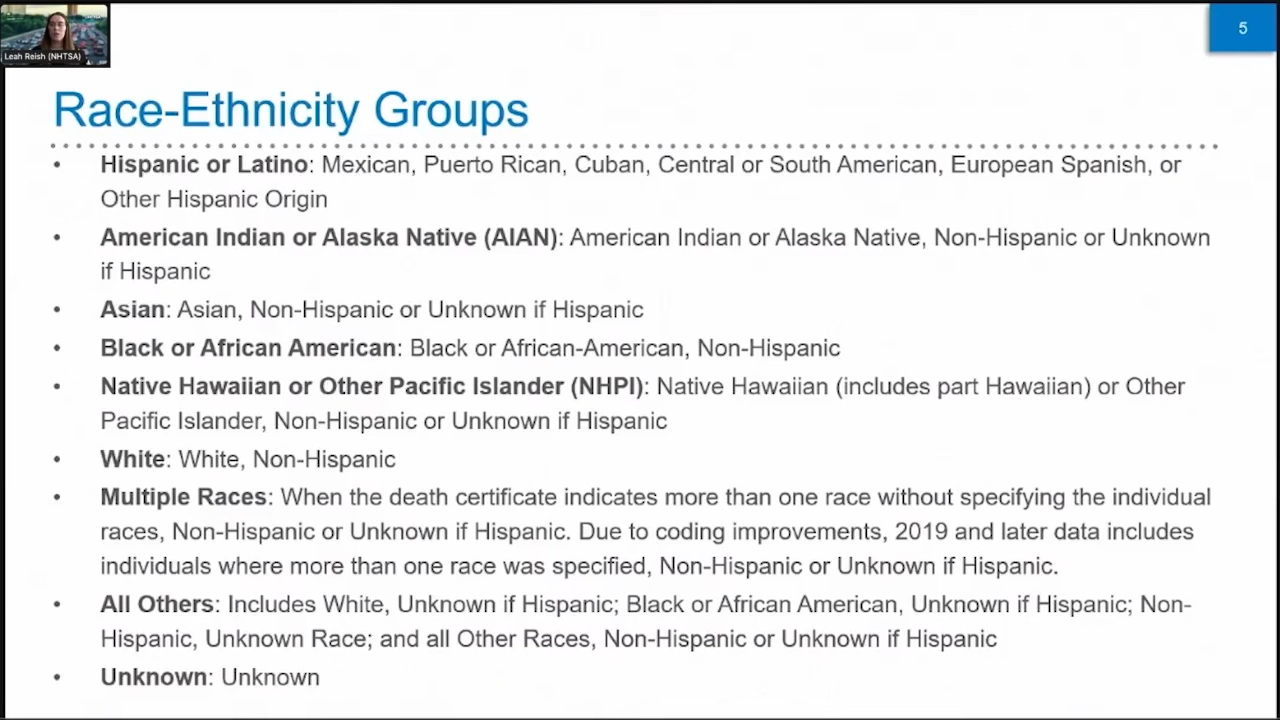 Leah Reish (NHTSA)
5
Race-Ethnicity Groups
• Hispanic or Latino: Mexican, Puerto Rican, Cuban, Central or South American, European Spanish, or
Other Hispanic Origin
• American Indian or Alaska Native (AIAN): American Indian or Alaska Native, Non-Hispanic or Unknown
if Hispanic
• Asian: Asian, Non-Hispanic or Unknown if Hispanic
• Black or African American: Black or African-American, Non-Hispanic
• Native Hawaiian or Other Pacific Islander (NHPI): Native Hawaiian (includes part Hawaiian) or Other
Pacific Islander, Non-Hispanic or Unknown if Hispanic
• White: White, Non-Hispanic
• Multiple Races: When the death certificate indicates more than one race without specifying the individual
races, Non-Hispanic or Unknown if Hispanic. Due to coding improvements, 2019 and later data includes
individuals where more than one race was specified, Non-Hispanic or Unknown if Hispanic.
• All Others: Includes White, Unknown if Hispanic; Black or African American, Unknown if Hispanic; Non-
Hispanic, Unknown Race; and all Other Races, Non-Hispanic or Unknown if Hispanic
• Unknown: Unknown